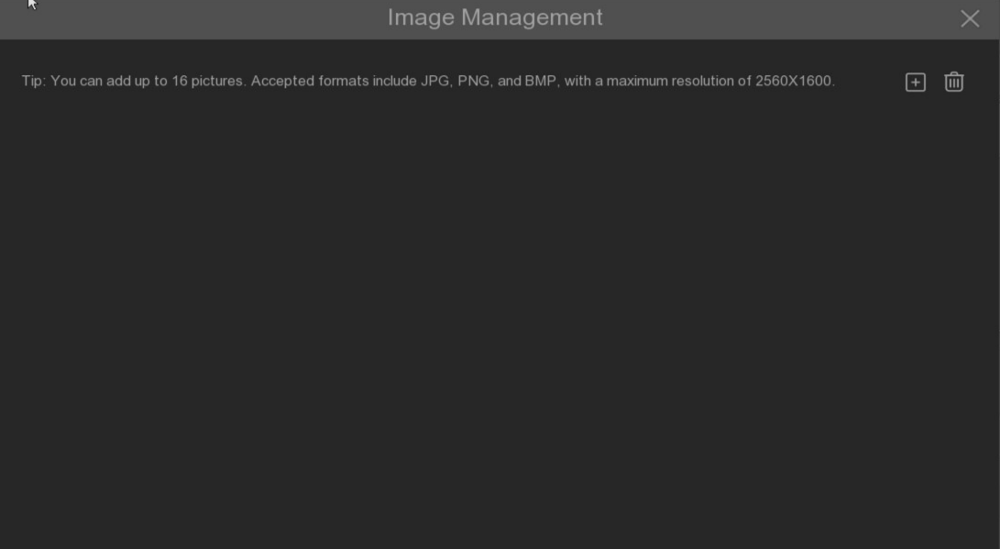 Image Management
Tip: You can add up to 16 pictures. Accepted formats include JPG, PNG, and BMP, with a maximum resolution of 2560X1600.